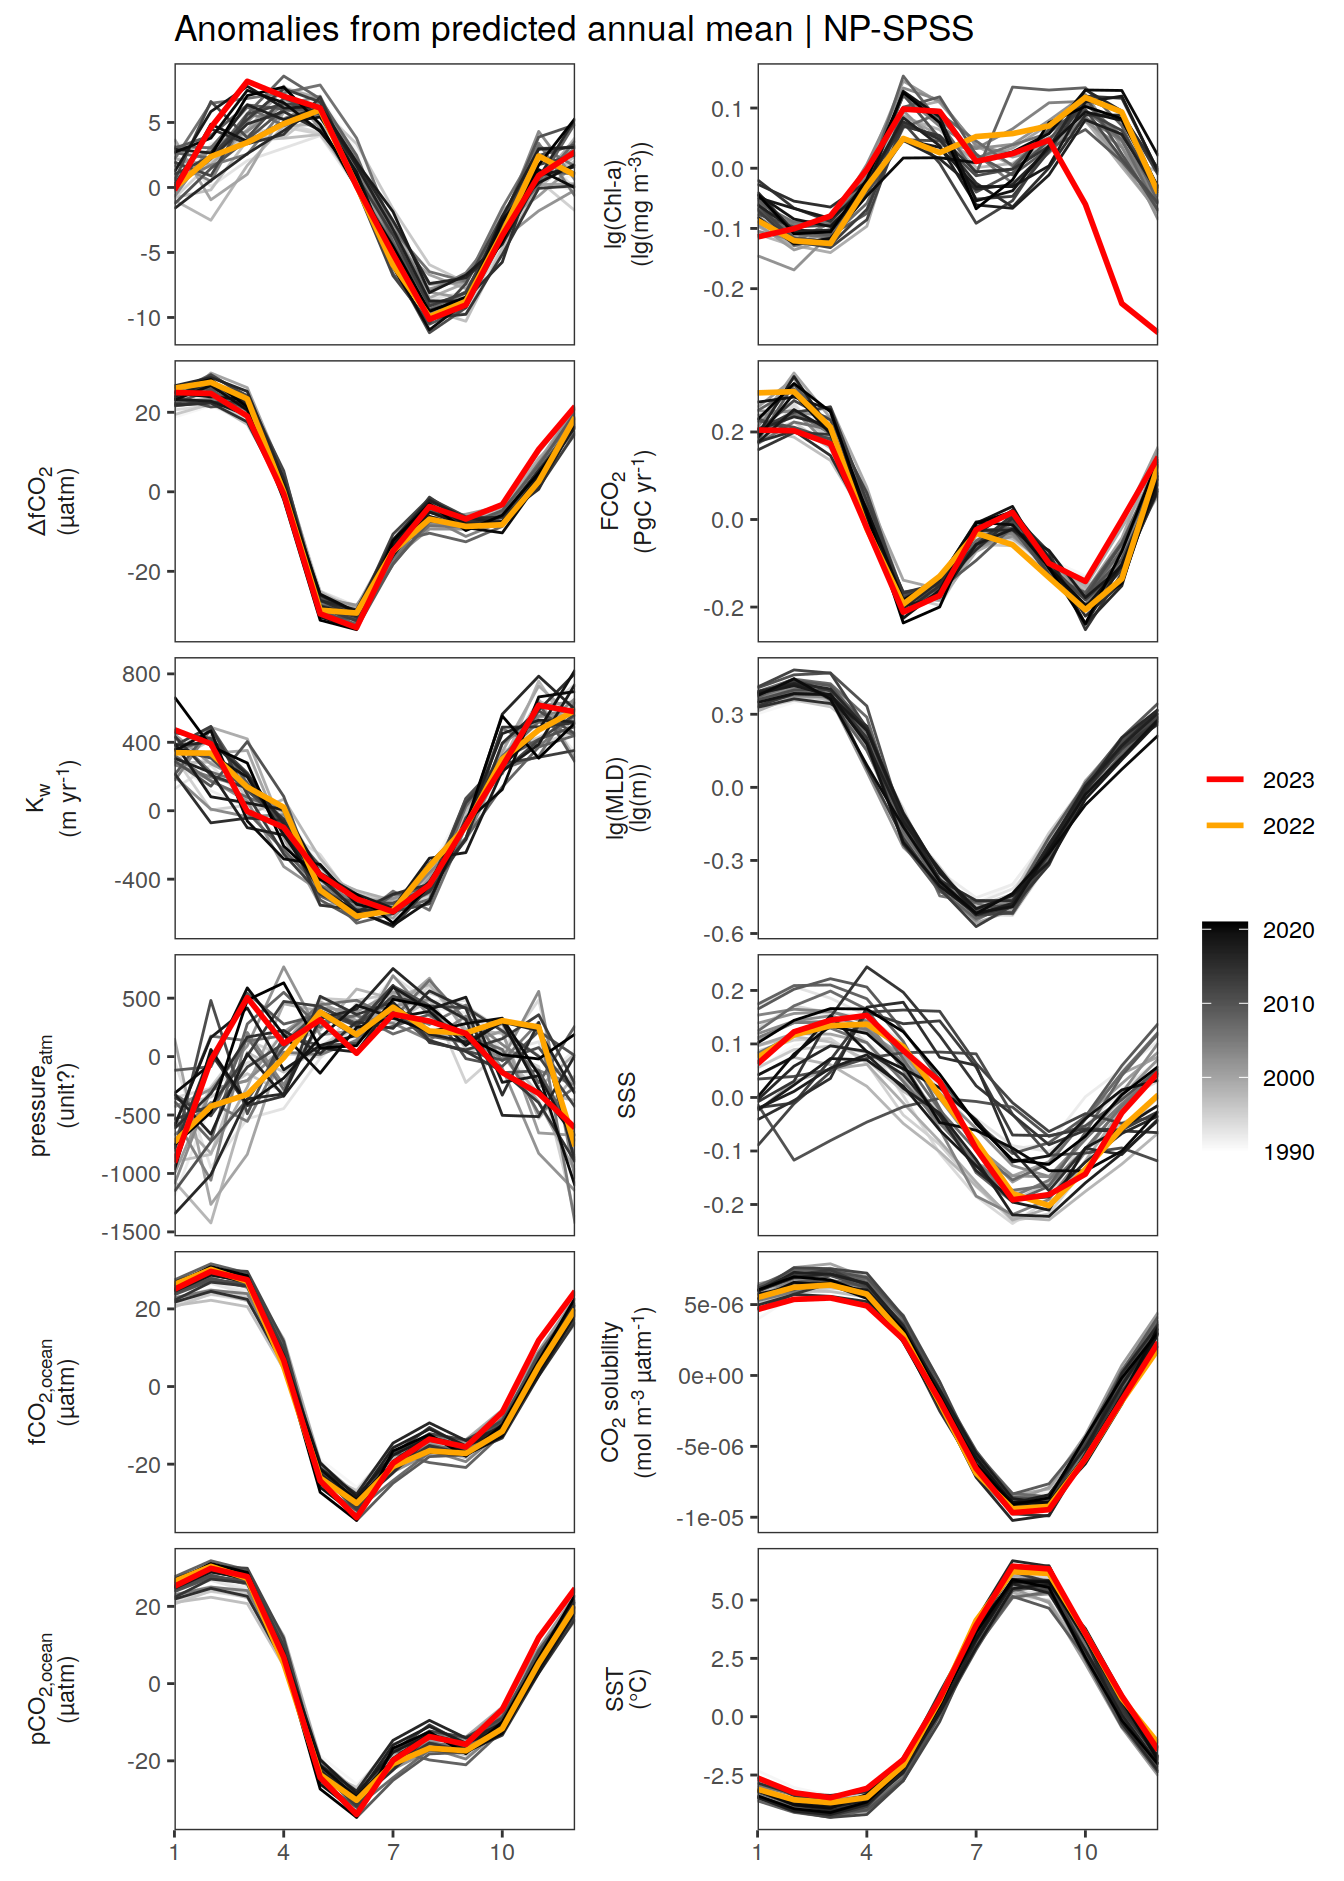 Anomalies from predicted annual mean | NP-SPSS
5
0
-5
-10
lg(Chl-a)
(lg(mg m⁻³))
0.1
0.0
-0.1
-0.2
ΔfCO₂
(µatm)
20
0
-20
FCO₂
(PgC yr⁻¹)
0.2
0.0
-0.2
K_w
(m yr⁻¹)
800
400
0
-400
lg(MLD)
(lg(m))
0.3
0.0
-0.3
-0.6
pressure_atm
(unit?)
500
0
-500
-1000
-1500
SSS
0.2
0.1
0.0
-0.1
-0.2
fCO₂,ocean
(µatm)
20
0
-20
CO₂ solubility
(mol m⁻³ µatm⁻¹)
5e-06
0e+00
-5e-06
-1e-05
pCO₂,ocean
(µatm)
20
0
-20
SST
(°C)
5.0
2.5
0.0
-2.5
1 4 7 10
1 4 7 10
2023
2022
2020
2010
2000
1990